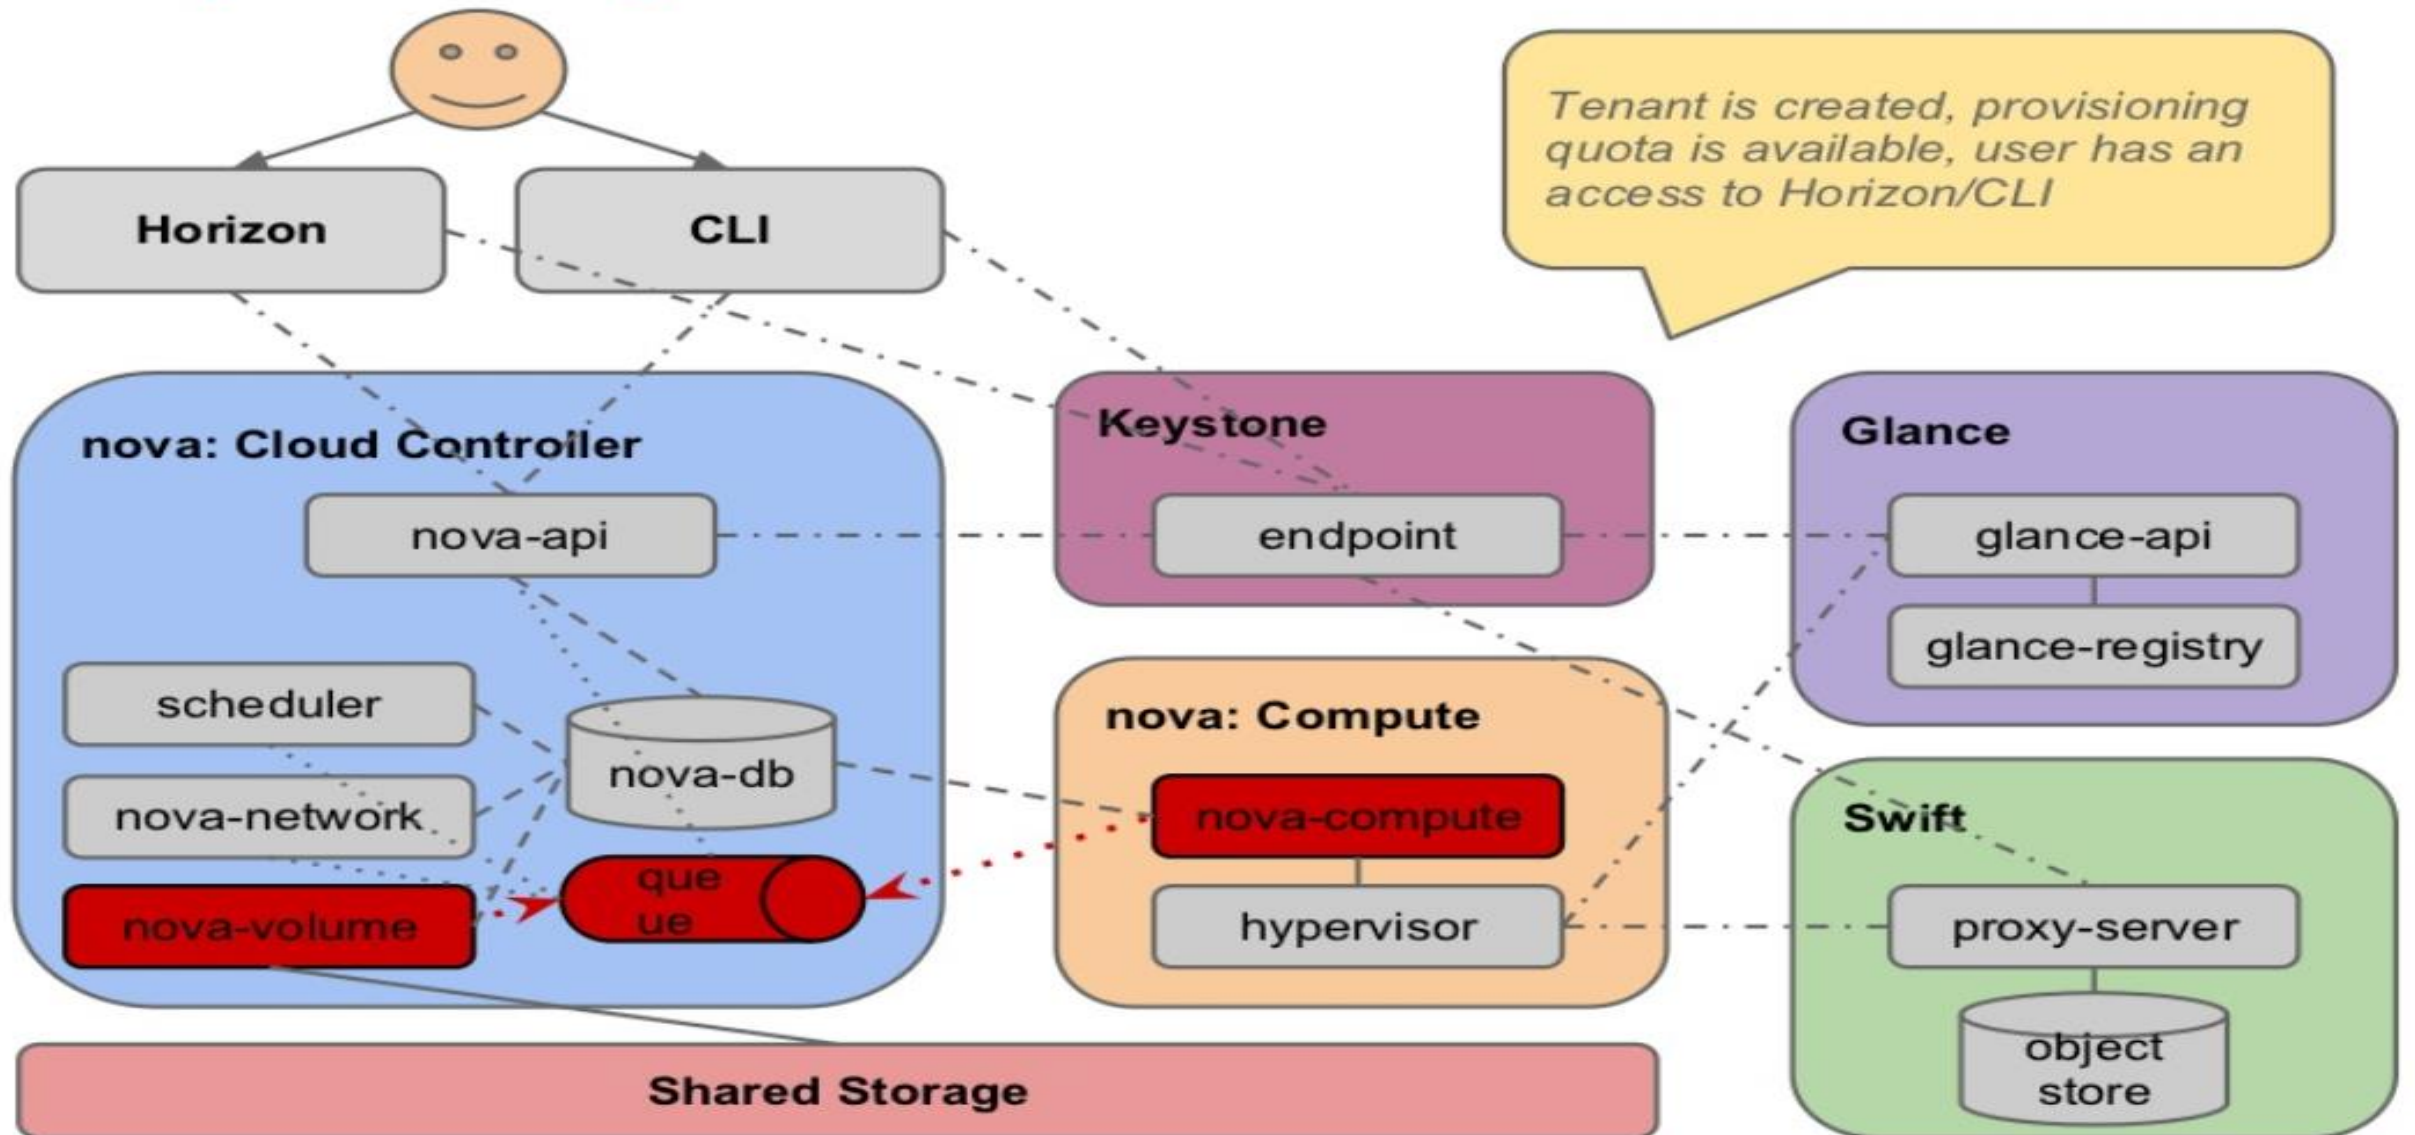 Tenant is created, provisioning
quota is available, user has an
access to Horizon/CLI
Horizon
CLI
nova: Cloud Controller
nova-api
scheduler
nova-network
nova-volume
nova-db
que
ue
Keystone
endpoint
nova: Compute
nova-compute
hypervisor
Glance
glance-api
glance-registry
Swift
proxy-server
object
store
Shared Storage